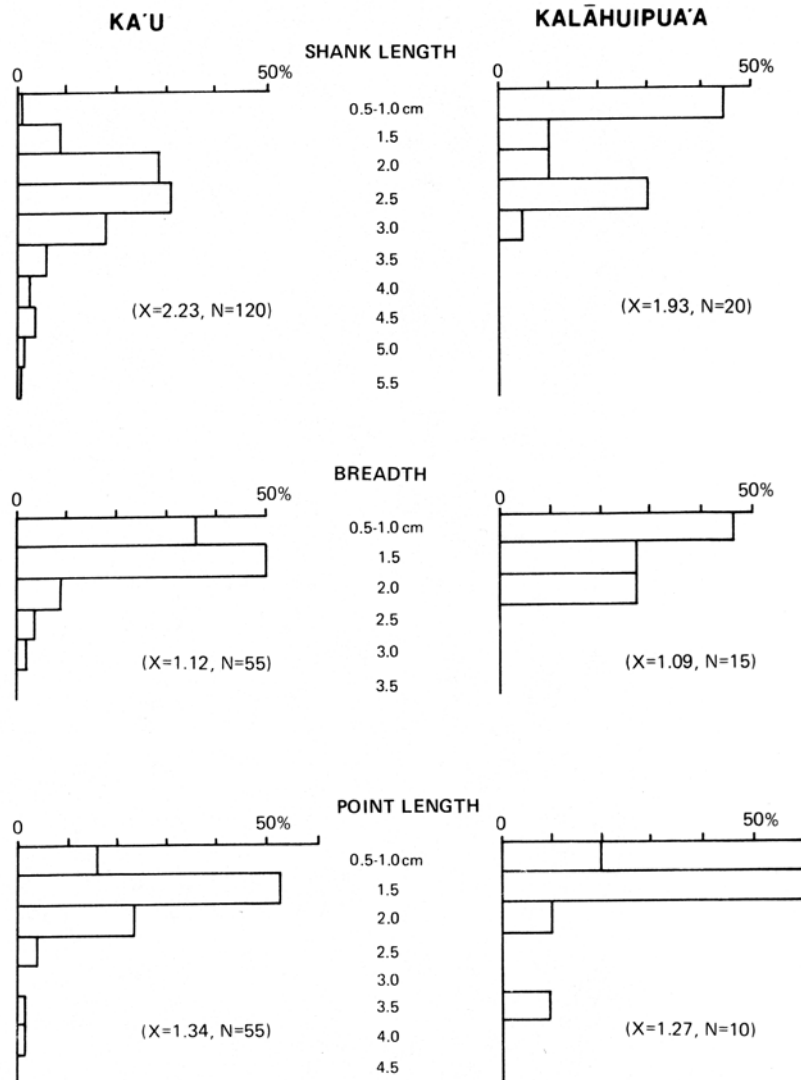 KA'U
KALĀHUIPUA'A
SHANK LENGTH
0 50%
0 50%
0.5-1.0 cm
1.5
2.0
2.5
3.0
3.5
4.0
4.5
5.0
5.5
(X=2.23, N=120)
(X=1.93, N=20)
BREADTH
0 50%
0 50%
0.5-1.0 cm
1.5
2.0
2.5
3.0
3.5
(X=1.12, N=55)
(X=1.09, N=15)
POINT LENGTH
0 50%
0 50%
0.5-1.0 cm
1.5
2.0
2.5
3.0
3.5
4.0
4.5
(X=1.34, N=55)
(X=1.27, N=10)